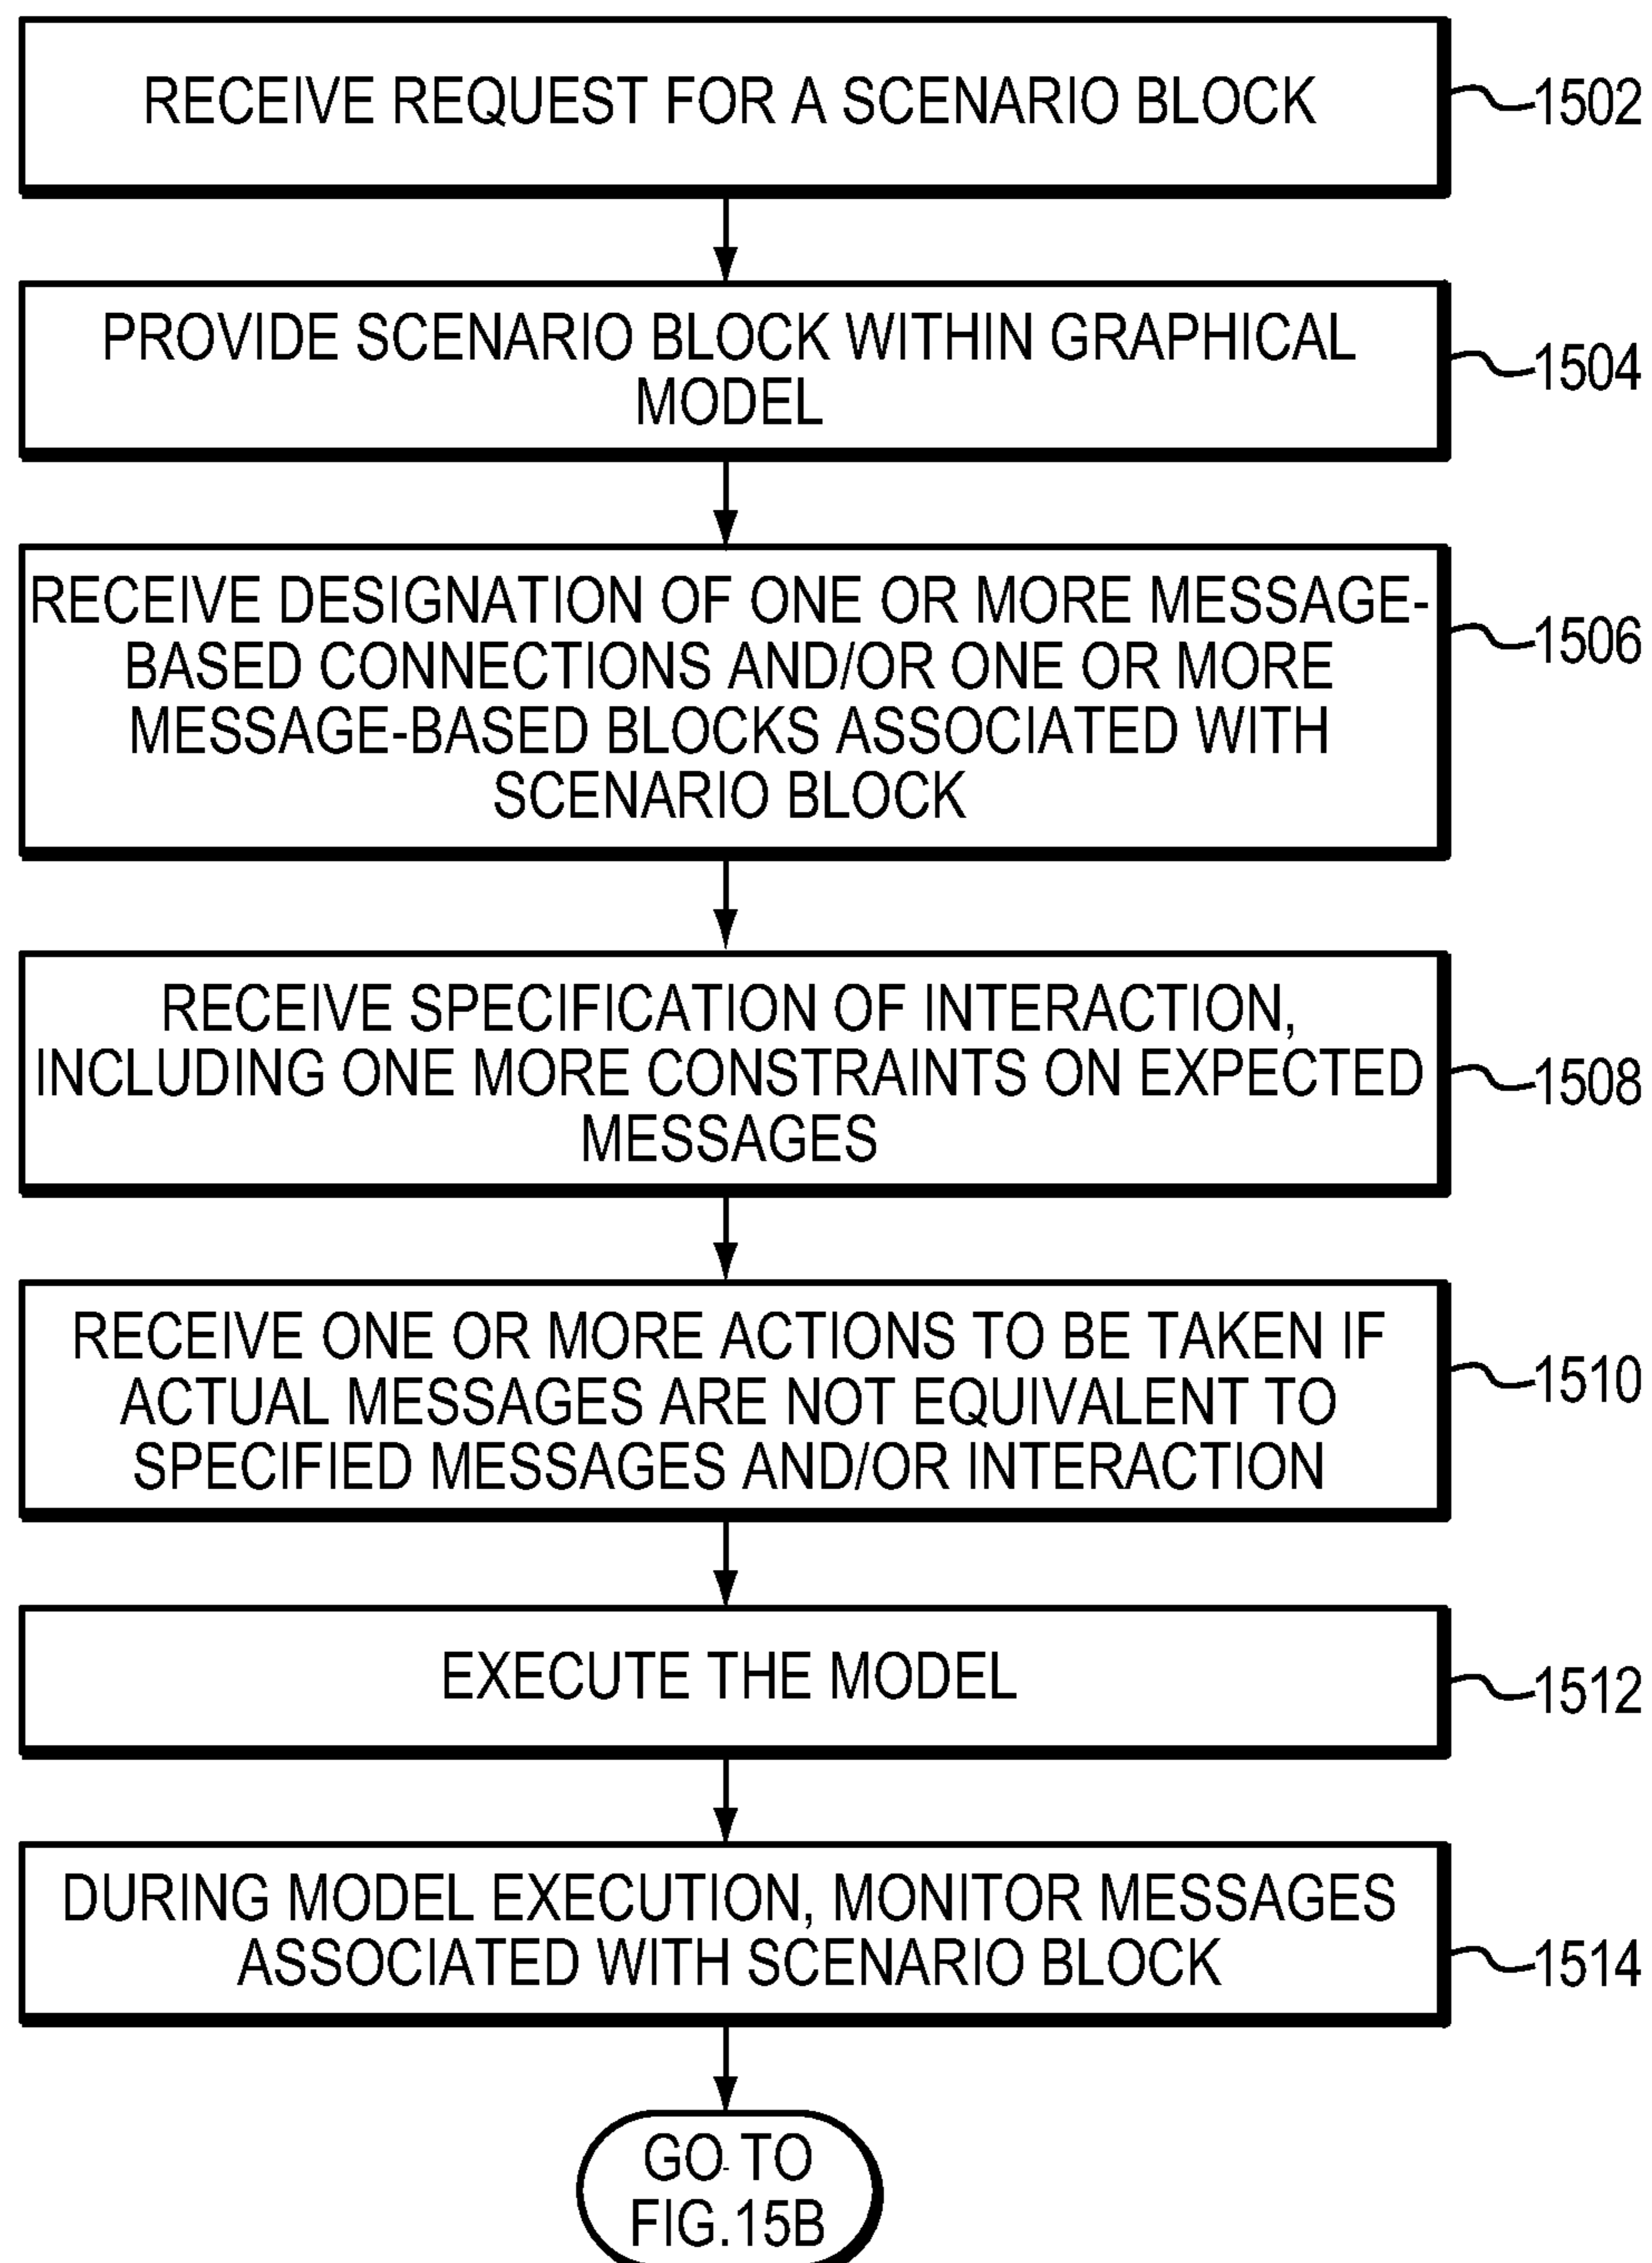 RECEIVE REQUEST FOR A SCENARIO BLOCK
1502
PROVIDE SCENARIO BLOCK WITHIN GRAPHICAL
MODEL
1504
RECEIVE DESIGNATION OF ONE OR MORE MESSAGE-
BASED CONNECTIONS AND/OR ONE OR MORE
MESSAGE-BASED BLOCKS ASSOCIATED WITH
SCENARIO BLOCK
1506
RECEIVE SPECIFICATION OF INTERACTION,
INCLUDING ONE MORE CONSTRAINTS ON EXPECTED
MESSAGES
1508
RECEIVE ONE OR MORE ACTIONS TO BE TAKEN IF
ACTUAL MESSAGES ARE NOT EQUIVALENT TO
SPECIFIED MESSAGES AND/OR INTERACTION
1510
EXECUTE THE MODEL
1512
DURING MODEL EXECUTION, MONITOR MESSAGES
ASSOCIATED WITH SCENARIO BLOCK
1514
GO TO
FIG.15B